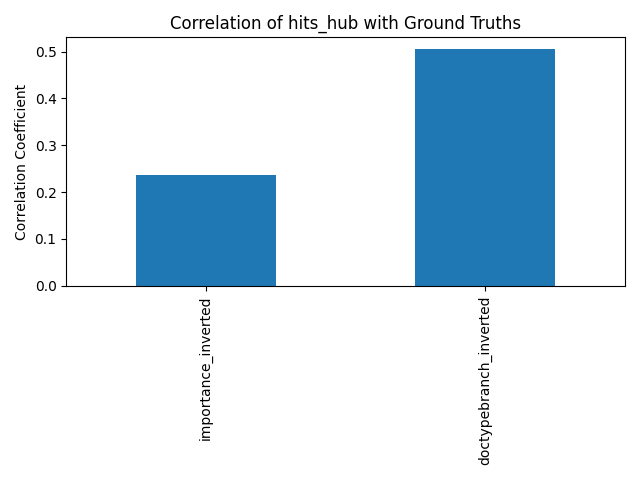 Correlation of hits_hub with Ground Truths
Correlation Coefficient
0.5
0.4
0.3
0.2
0.1
0.0
importance_inverted
doctypebranch_inverted